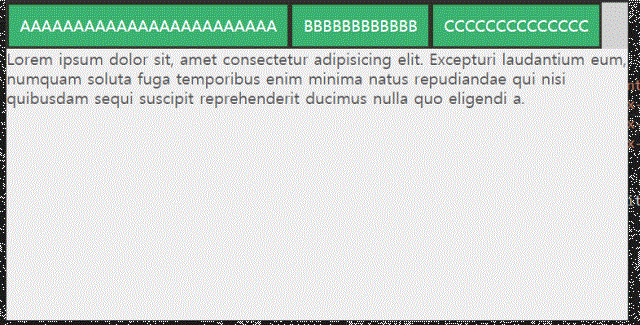 AAAAAAAAAAAAAAAAAAAAAAAA BBBBBBBBBBBB CCCCCCCCCCCCCC
Lorem ipsum dolor sit, amet consectetur adipisicing elit. Excepturi laudantium eum,
numquam soluta fuga temporibus enim minima natus repudiandae qui nisi
quibusdam sequi suscipit reprehenderit ducimus nulla quo eligendi a.